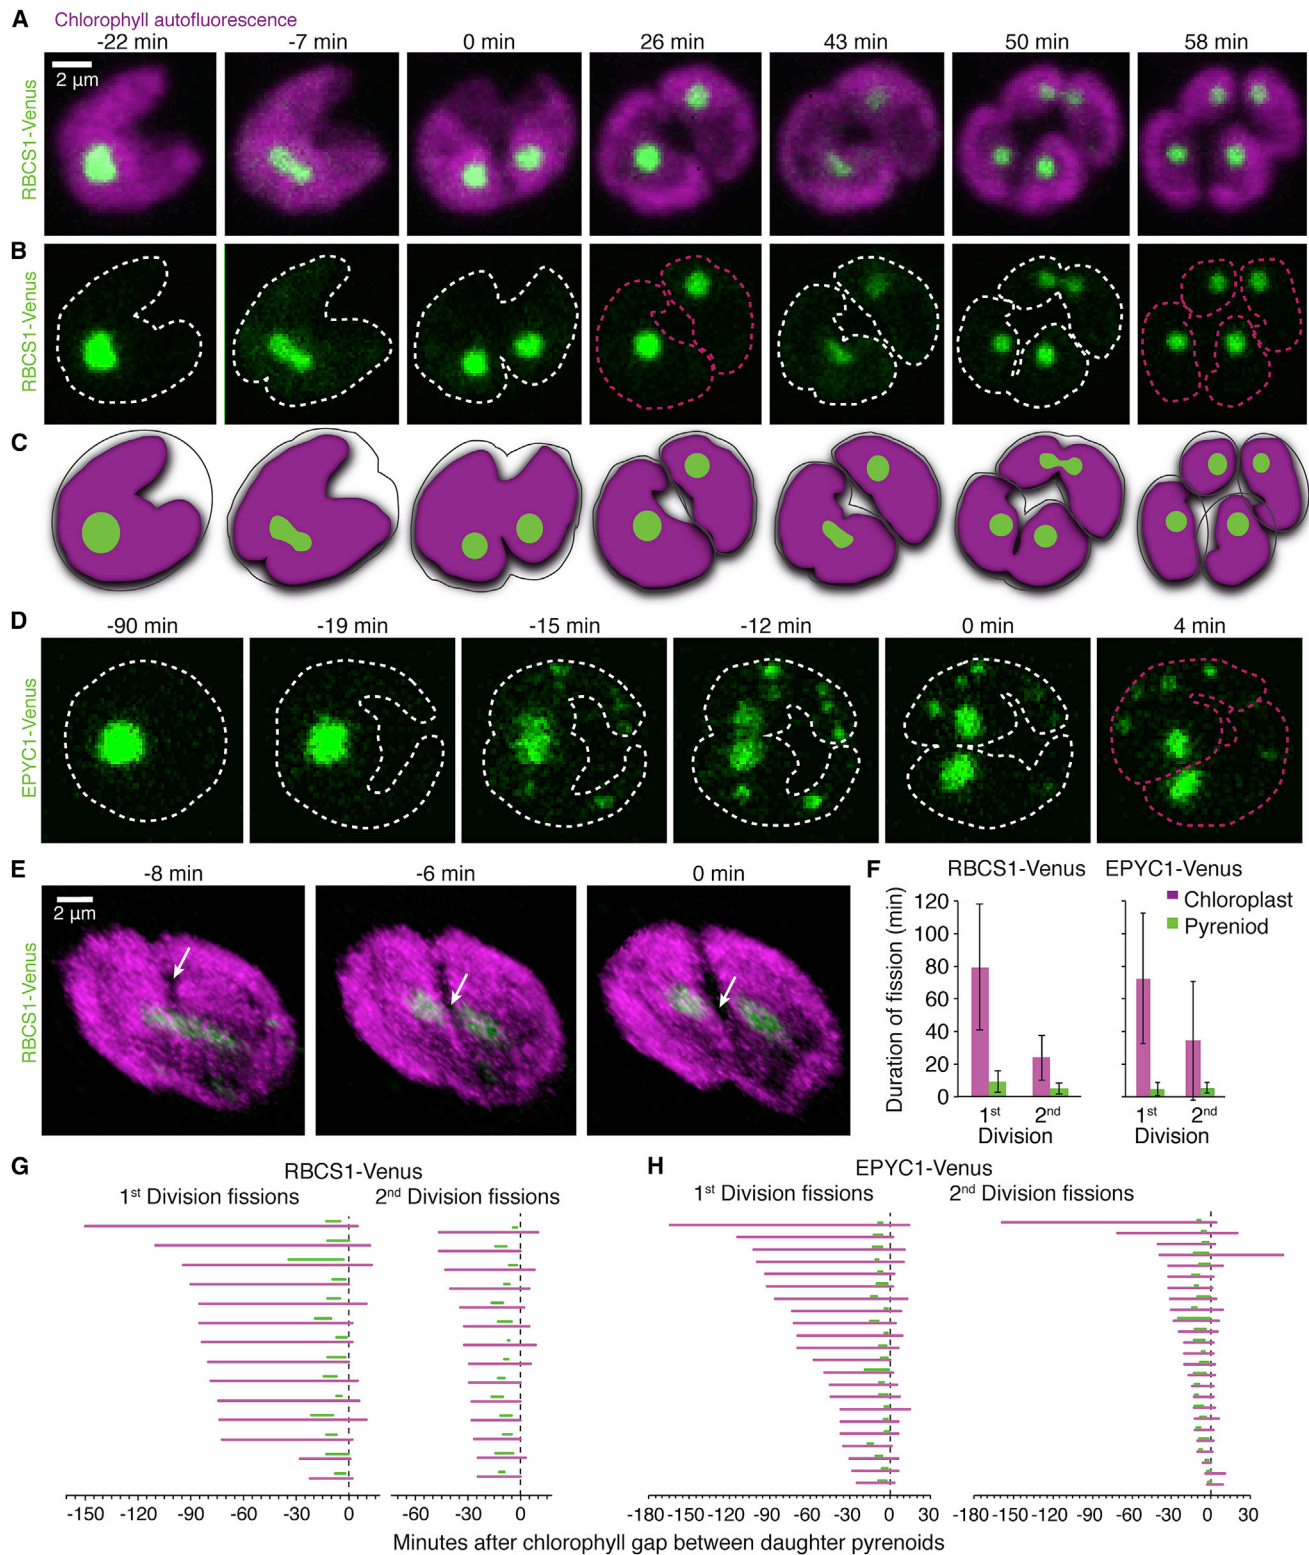 A Chlorophyll autofluorescence
-22 min -7 min 0 min 26 min 43 min 50 min 58 min
2 μm
RBCS1-Venus
B
RBCS1-Venus
C
D
-90 min -19 min -15 min -12 min 0 min 4 min
EPYC1-Venus
E
-8 min -6 min 0 min
2 μm
RBCS1-Venus
F RBCS1-Venus EPYC1-Venus
Chloroplast
Pyreniod
Duration of fission (min)
120
100
80
60
40
20
0
1st 2nd 1st 2nd
Division Division
G RBCS1-Venus
1st Division fissions 2nd Division fissions
-150 -120 -90 -60 -30 0 -60 -30 0
H EPYC1-Venus
1st Division fissions 2nd Division fissions
-180 -150 -120 -90 -60 -30 0 30 -180 -150 -120 -90 -60 -30 0 30
Minutes after chlorophyll gap between daughter pyrenoids